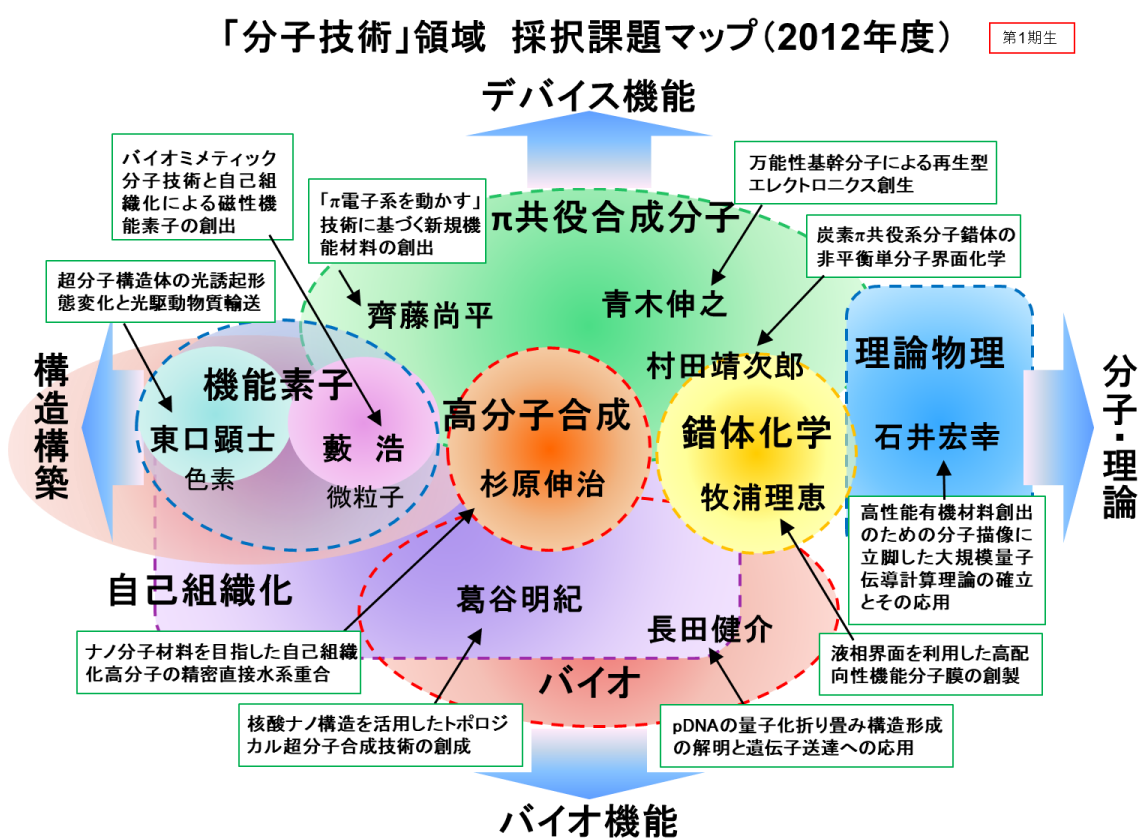 「分子技術」領域 採択課題マップ(2012年度)
第1期生
デバイス機能
バイオミメティック
分子技術と自己組
織化による磁性機
能素子の創出
「π電子系を動かす」
技術に基づく新規機
能材料の創出
万能性基幹分子による再生型
エレクトロニクス創生
π共役合成分子
炭素π共役系分子錯体の
非平衡単分子界面化学
超分子構造体の光誘起形
態変化と光駆動物質輸送
齊藤尚平
青木伸之
村田靖次郎
理論物理
石井宏幸
構造構築
機能素子
東口顕士
色素
藪 浩
微粒子
高分子合成
杉原伸治
錯体化学
牧浦理恵
分子・理論
高性能有機材料創出
のための分子描像に
立脚した大規模量子
伝導計算理論の確立
とその応用
自己組織化
葛谷明紀
長田健介
バイオ
ナノ分子材料を目指した自己組織
化高分子の精密直接水系重合
液相界面を利用した高配
向性機能分子膜の創製
核酸ナノ構造を活用したトポロジ
カル超分子合成技術の創成
pDNAの量子化折り畳み構造形成
の解明と遺伝子送達への応用
バイオ機能